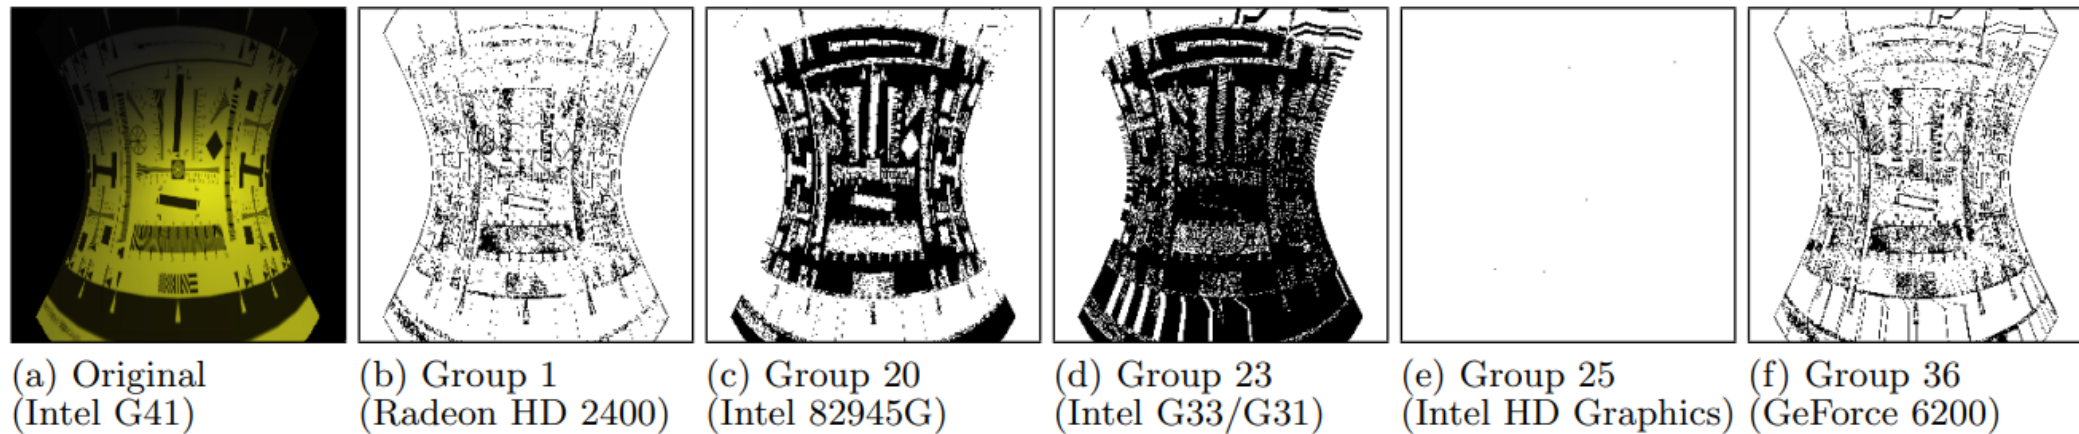 (a) Original
(Intel G41)
(b) Group 1
(Radeon HD 2400)
(c) Group 20
(Intel 82945G)
(d) Group 23
(Intel G33/G31)
(e) Group 25
(Intel HD Graphics)
(f) Group 36
(GeForce 6200)